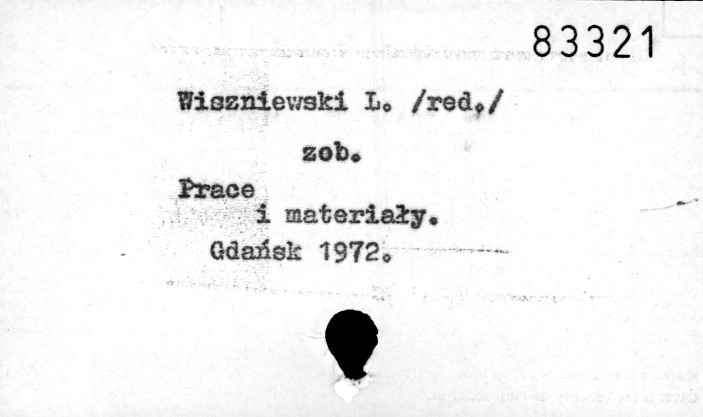 83321
Wiszniewski L. /red./
zob.
Prace
i materiały.
Gdańsk 1972.